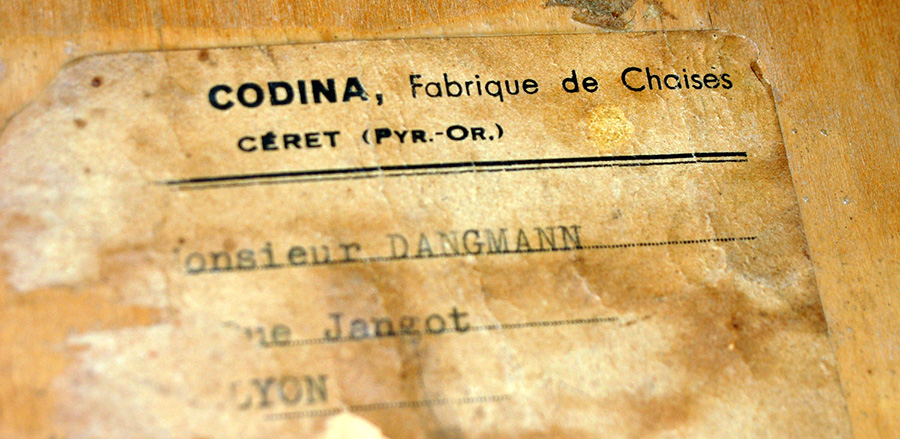 CODINA, Fabrique de Chaises
CÉRET (PYR.-OR.)
onsieur DANGMANN
ue Jangot
LYON